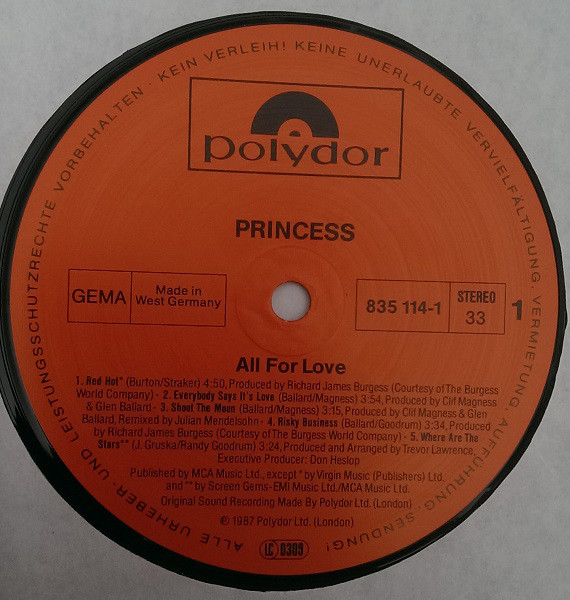 ALLE URHEBER- UND LEISTUNGSSCHUTZRECHTE VORBEHALTEN · KEIN VERLEIH! KEINE UNERLAUBTE VERVIELFÄLTIGUNG, VERMIETUNG, AUFFÜHRUNG, SENDUNG!
polydor
PRINCESS
GEMA
Made in
West Germany
835 114-1
STEREO
33
1
All For Love
1. Red Hot* (Burton/Straker) 4:50, Produced by Richard James Burgess (Courtesy of The Burgess
World Company) · 2. Everybody Says It's Love (Ballard/Magness) 3:54, Produced by Clif Magness
& Glen Ballard · 3. Shoot The Moon (Ballard/Magness) 3:15, Produced by Clif Magness & Glen
Ballard, Remixed by Julian Mendelsohn · 4. Risky Business (Ballard/Goodrum) 3:34, Produced by
Richard James Burgess (Courtesy of The Burgess World Company) · 5. Where Are The
Stars** (J. Gruska/Randy Goodrum) 3:24, Produced and Arranged by Trevor Lawrence,
Executive Producer: Don Heslop
Published by MCA Music Ltd., except * by Virgin Music (Publishers) Ltd.
and ** by Screen Gems-EMI Music Ltd./MCA Music Ltd.
Original Sound Recording Made By Polydor Ltd. (London) .
℗ 1987 Polydor Ltd. (London)
LC 0309